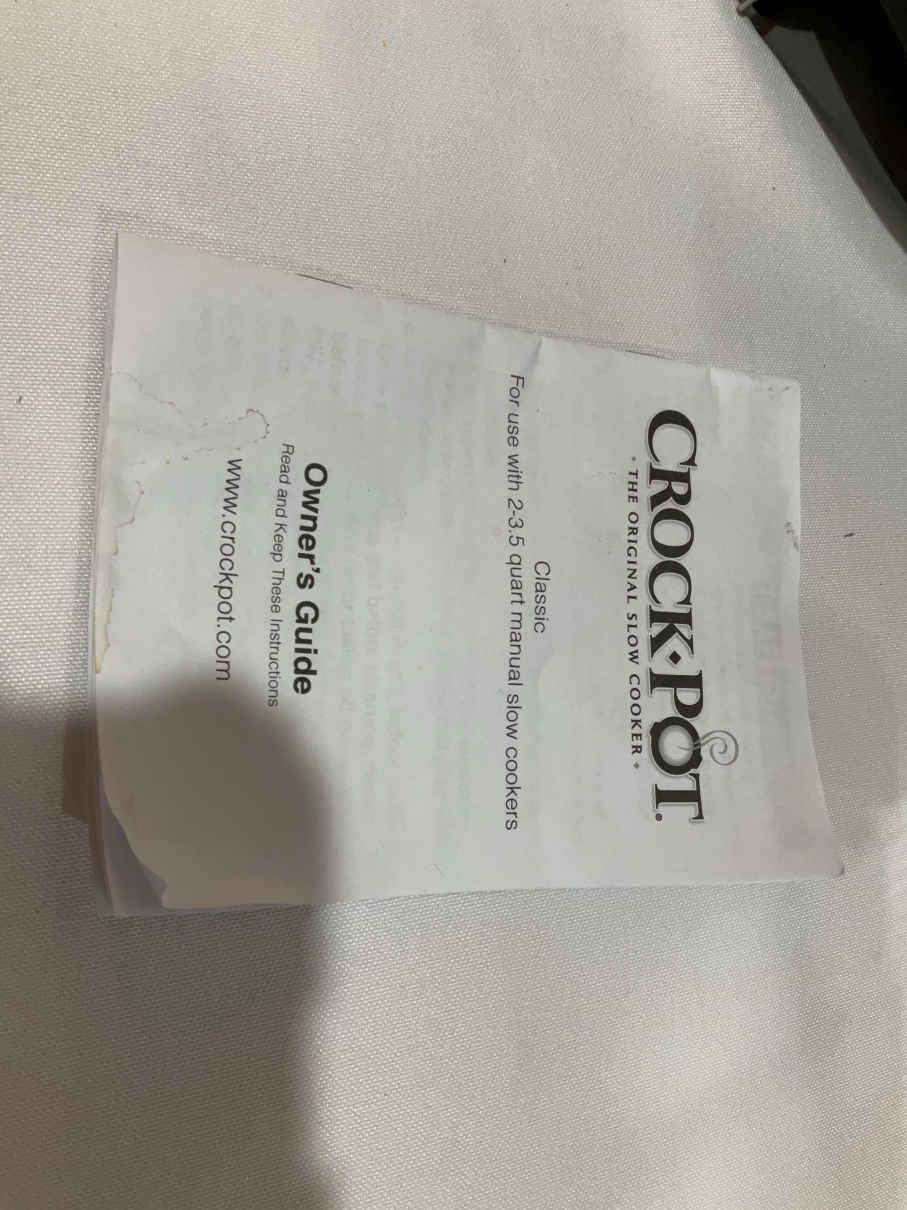 CROCK•POT®
• THE ORIGINAL SLOW COOKER •
Classic
For use with 2-3.5 quart manual slow cookers
Owner's Guide
Read and Keep These Instructions
www.crockpot.com